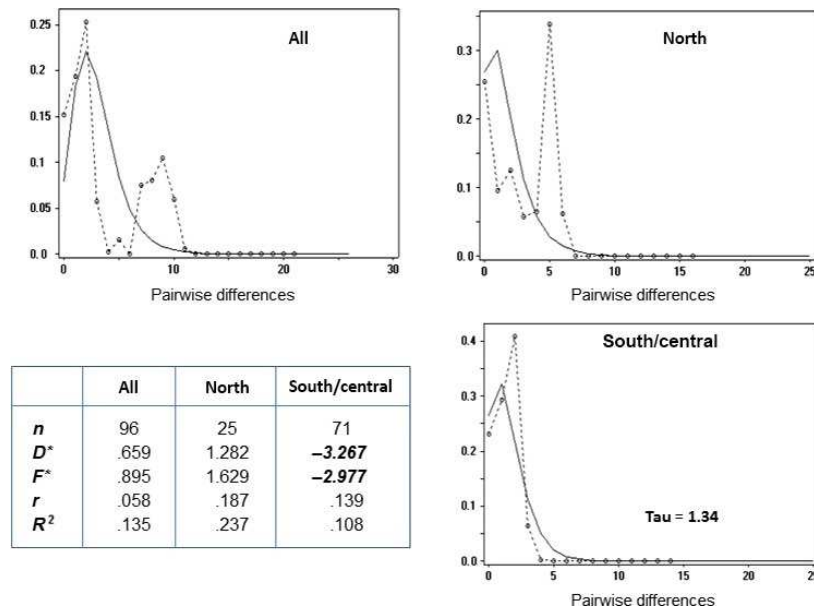 All
0.25
0.20
0.15
0.10
0.05
0.0
0 10 20 30
Pairwise differences
North
0.3
0.2
0.1
0.0
0 5 10 15 20 25
Pairwise differences
All North South/central
n 96 25 71
D* .659 1.282 –3.267
F* .895 1.629 –2.977
r .058 .187 .139
R² .135 .237 .108
South/central
0.4
0.3
0.2
0.1
0.0
Tau = 1.34
0 5 10 15 20 25
Pairwise differences